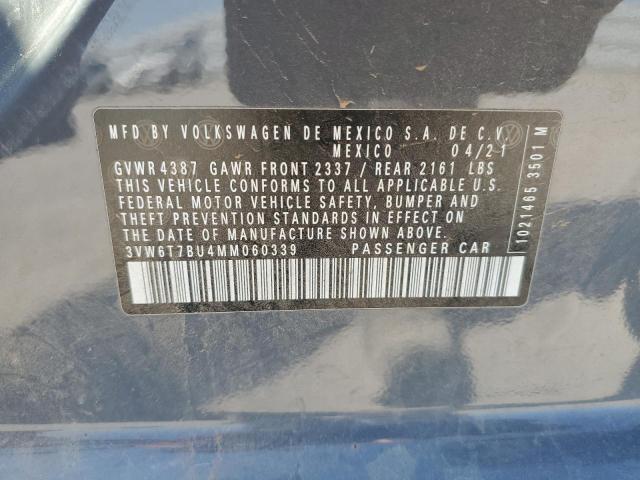 MFD BY VOLKSWAGEN DE MEXICO S.A. DE C.V.
MEXICO 04/21
GVWR 4387 GAWR FRONT 2337 / REAR 2161 LBS
THIS VEHICLE CONFORMS TO ALL APPLICABLE U.S.
FEDERAL MOTOR VEHICLE SAFETY, BUMPER AND
THEFT PREVENTION STANDARDS IN EFFECT ON
THE DATE OF MANUFACTURE SHOWN ABOVE.
3VW6T7BU4MM060339 PASSENGER CAR
1021465 3501 M